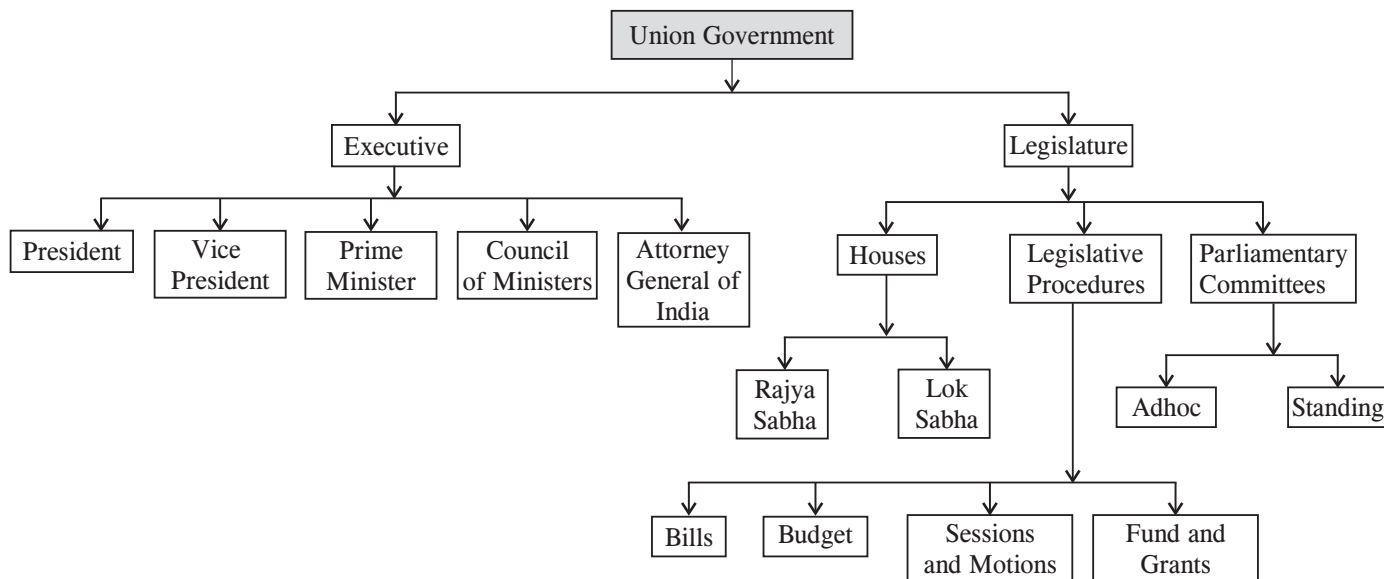 Union Government
Executive
Legislature
President
Vice
President
Prime
Minister
Council
of Ministers
Attorney
General of
India
Houses
Legislative
Procedures
Parliamentary
Committees
Rajya
Sabha
Lok
Sabha
Adhoc
Standing
Bills
Budget
Sessions
and Motions
Fund and
Grants